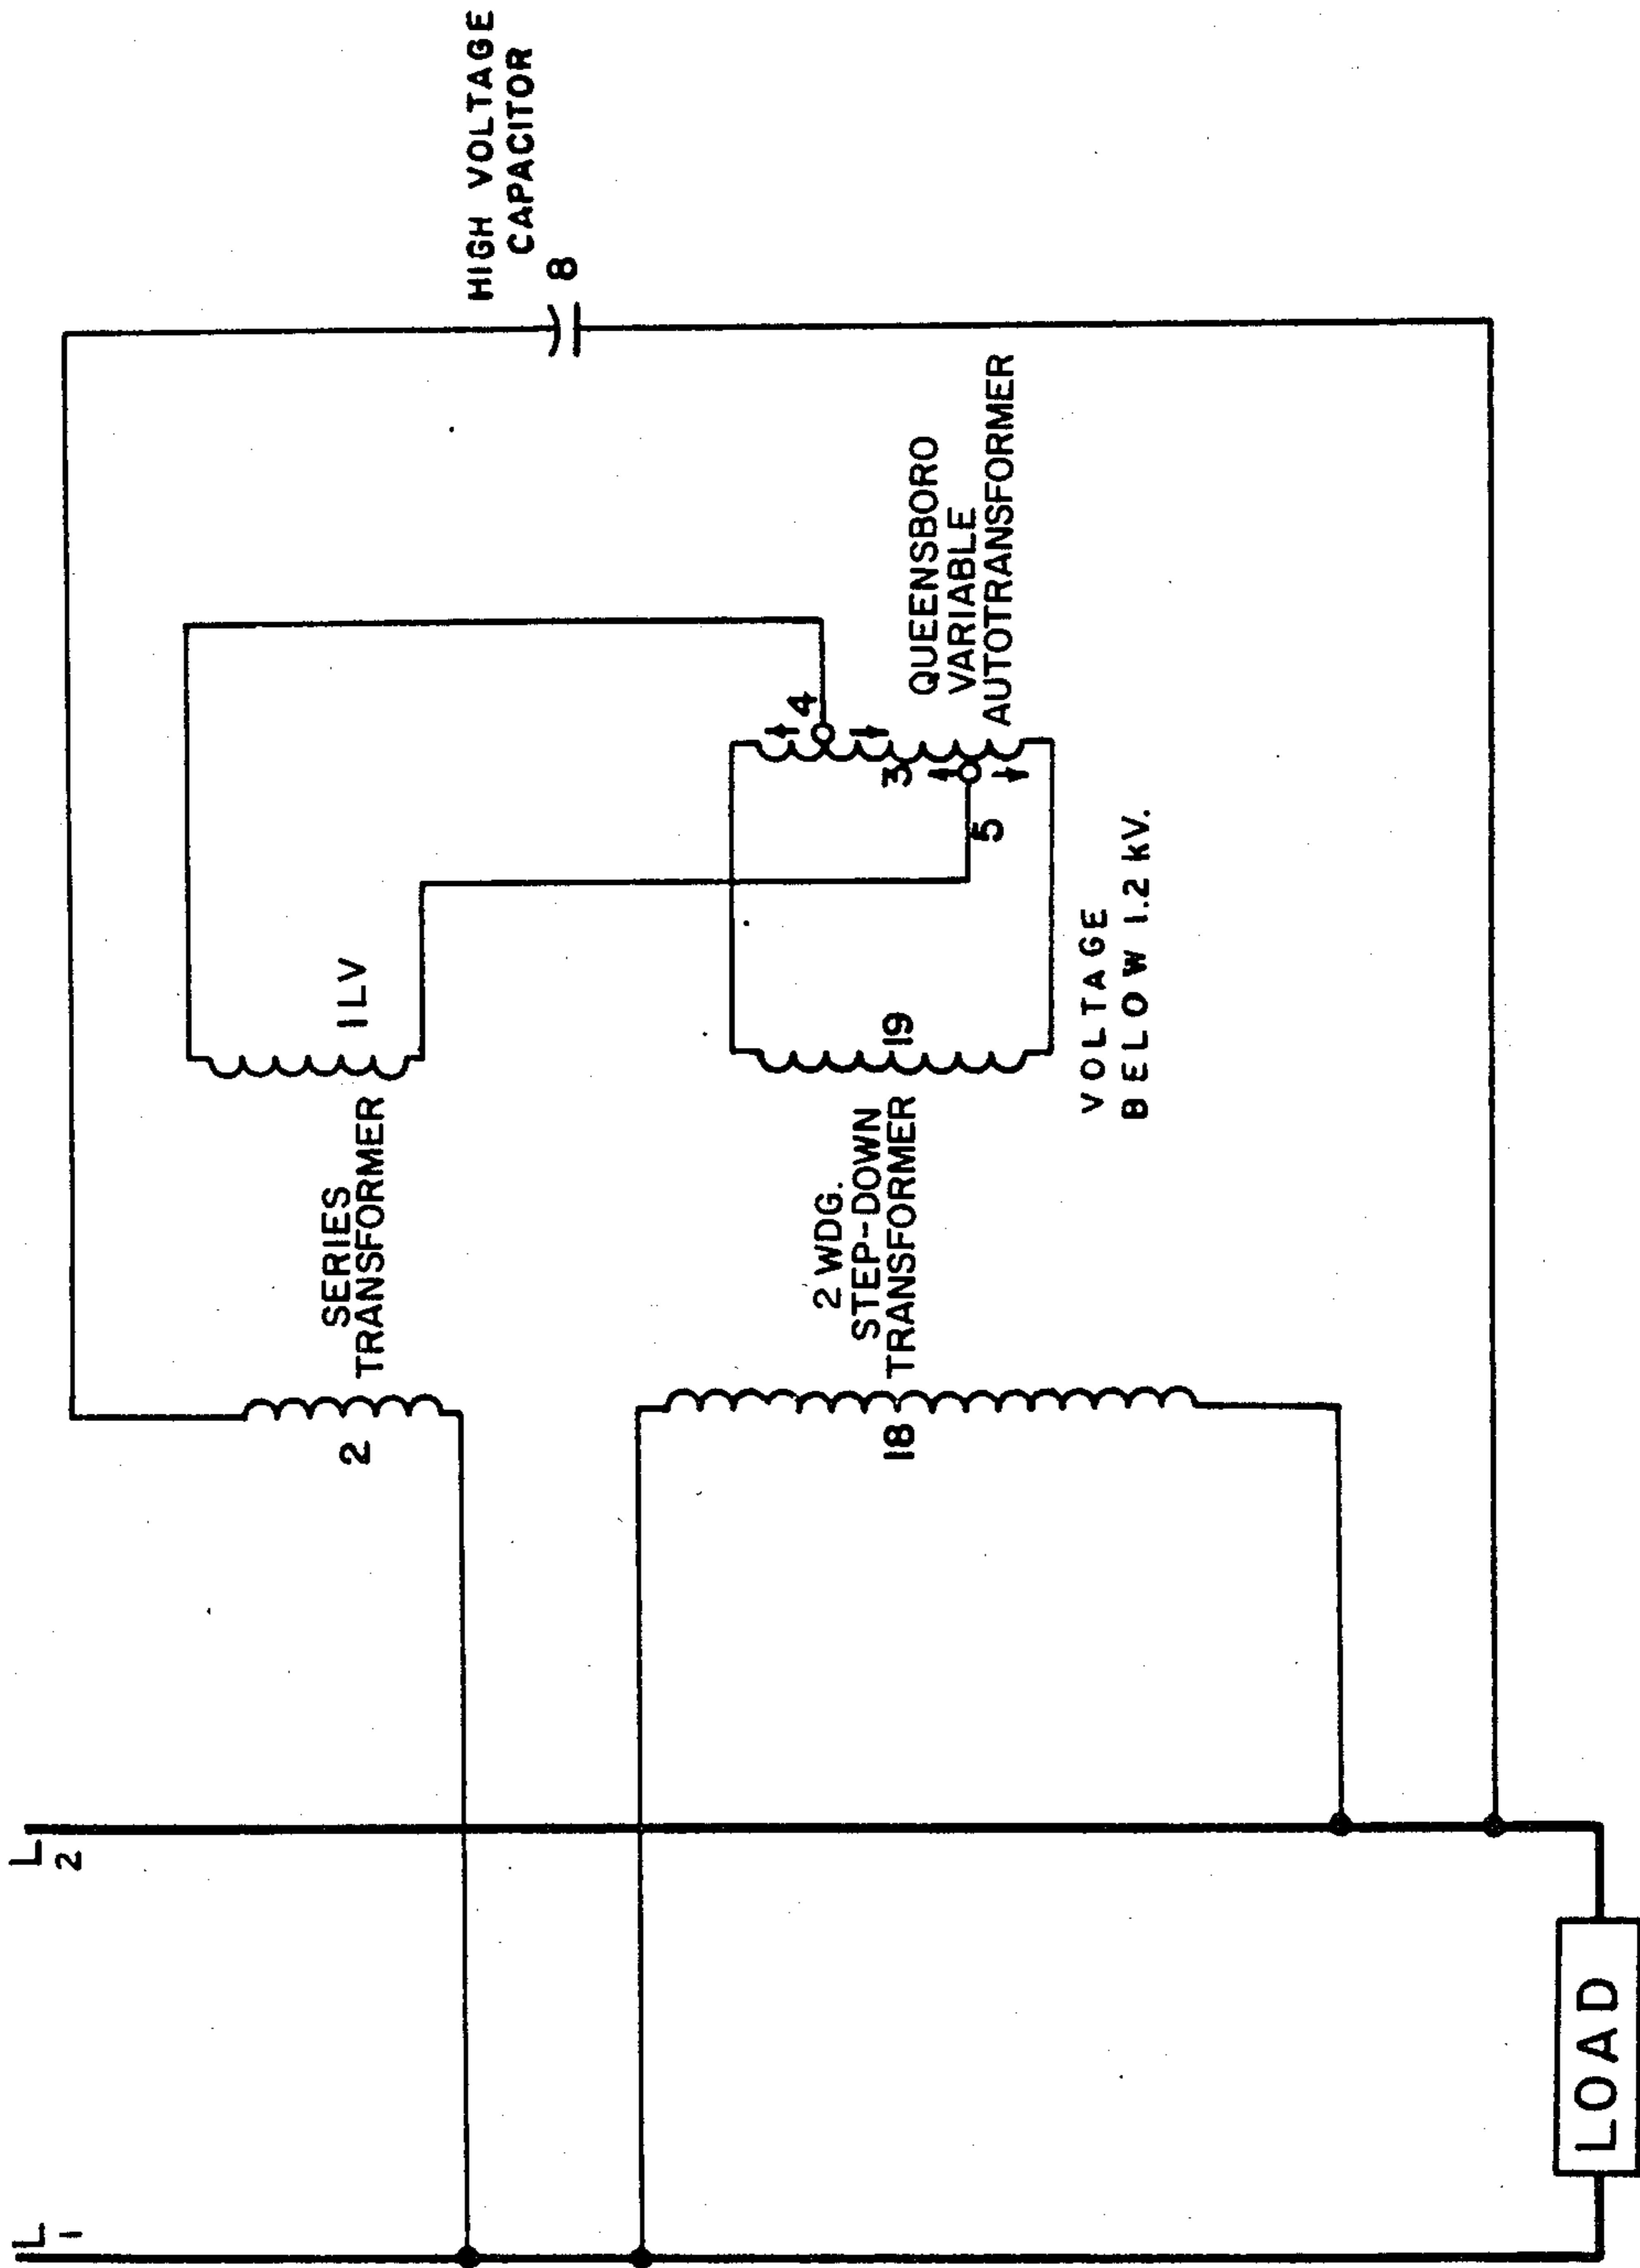 L1
L2
SERIES
TRANSFORMER
2
1LV
HIGH VOLTAGE
CAPACITOR
8
2 WDG.
STEP-DOWN
TRANSFORMER
18
19
3
4
5
QUEENSBORO
VARIABLE
AUTOTRANSFORMER
VOLTAGE
BELOW 1.2 kV.
LOAD